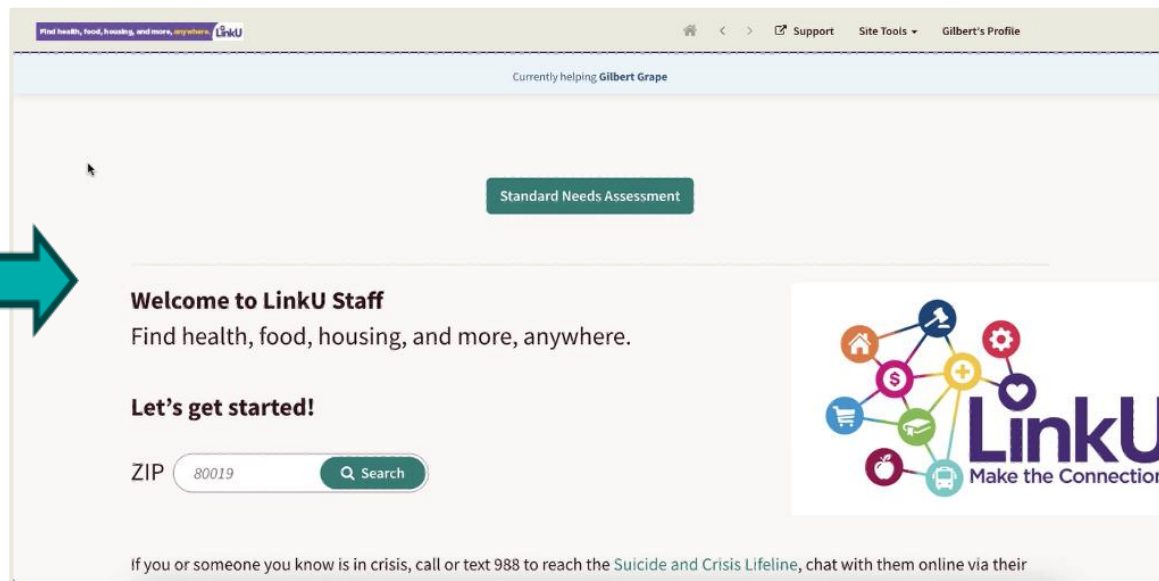 Find health, food, housing, and more, anywhere. LinkU
Support Site Tools Gilbert's Profile
Currently helping Gilbert Grape
Standard Needs Assessment
Welcome to LinkU Staff
Find health, food, housing, and more, anywhere.
Let's get started!
ZIP 80019 Search
LinkU
Make the Connection
If you or someone you know is in crisis, call or text 988 to reach the Suicide and Crisis Lifeline, chat with them online via their